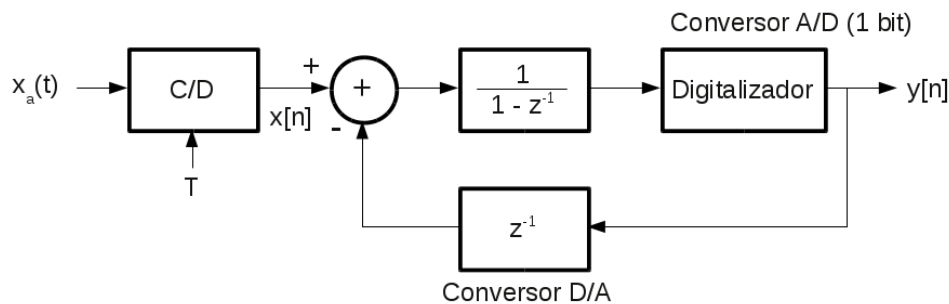 Conversor A/D (1 bit)
xₐ(t)
C/D
+
x[n]
-
+
1
1 - z⁻¹
Digitalizador
y[n]
T
z⁻¹
Conversor D/A